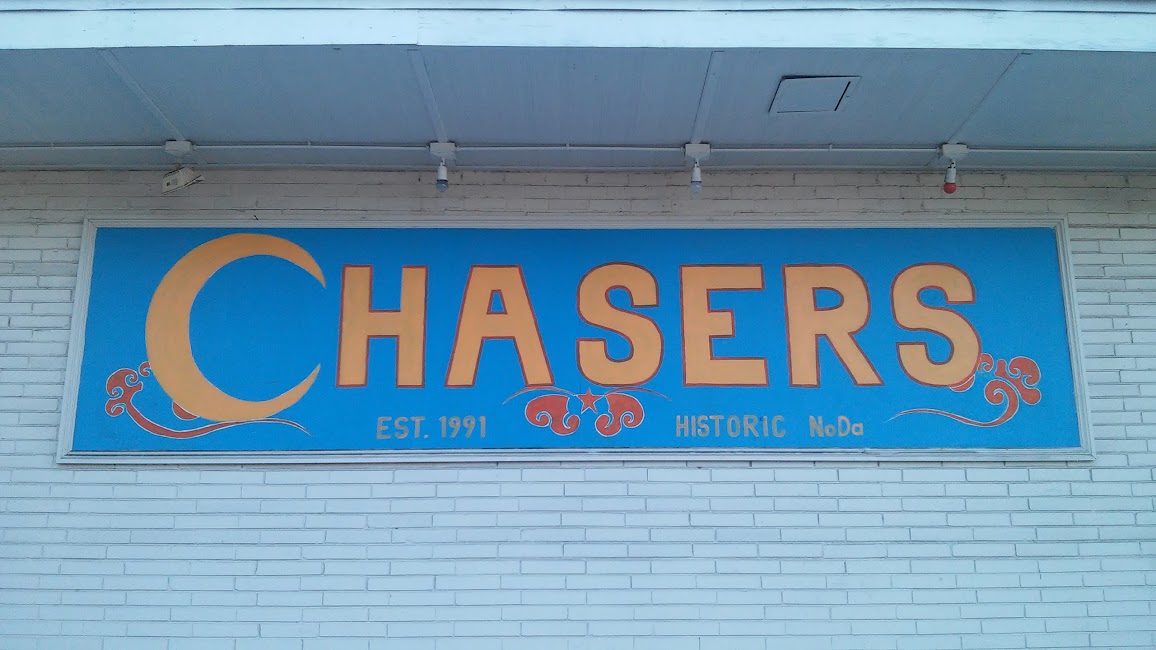 CHASERS
EST. 1991 HISTORIC NoDa